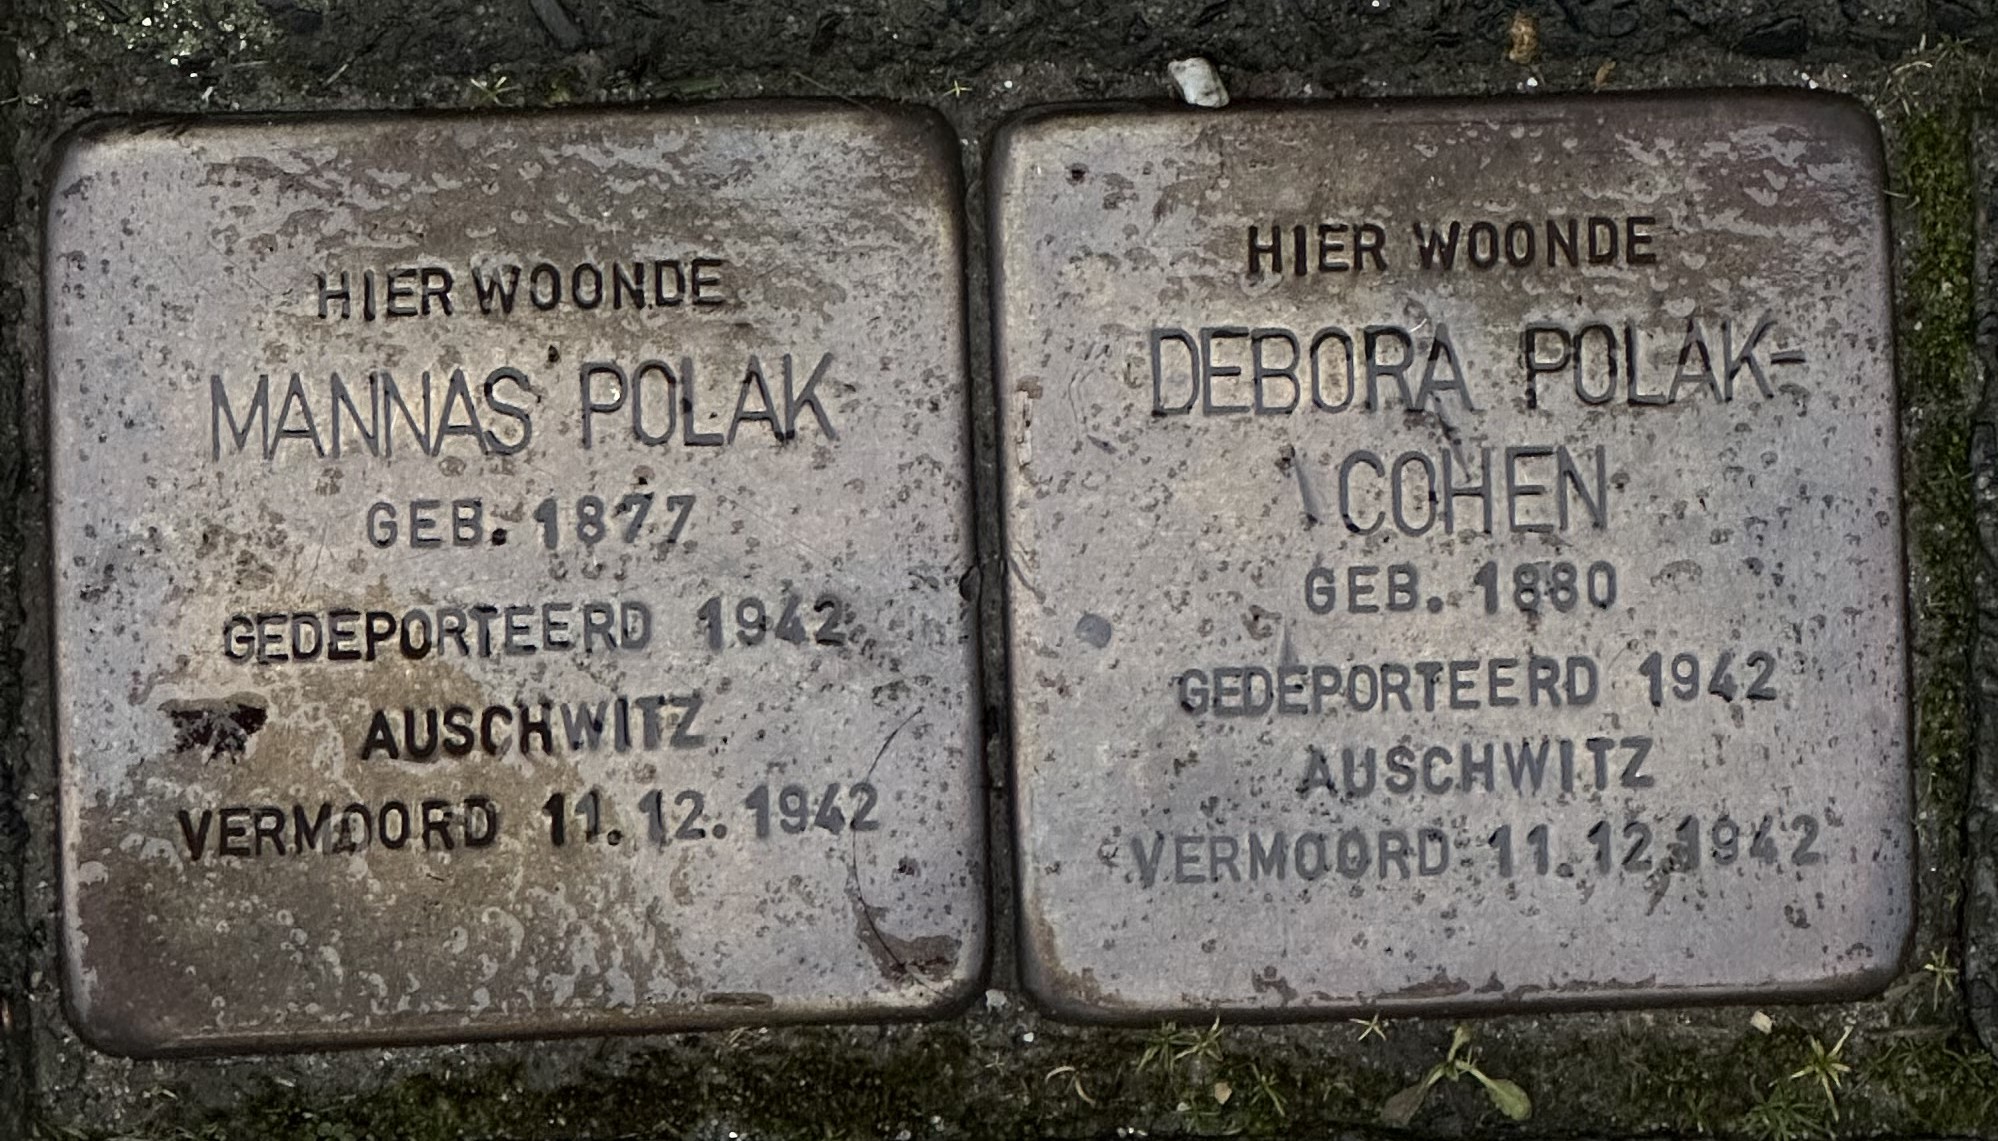 HIER WOONDE
MANNAS POLAK
GEB. 1877
GEDEPORTEERD 1942
AUSCHWITZ
VERMOORD 11.12.1942
HIER WOONDE
DEBORA POLAK-
COHEN
GEB. 1880
GEDEPORTEERD 1942
AUSCHWITZ
VERMOORD 11.12.1942